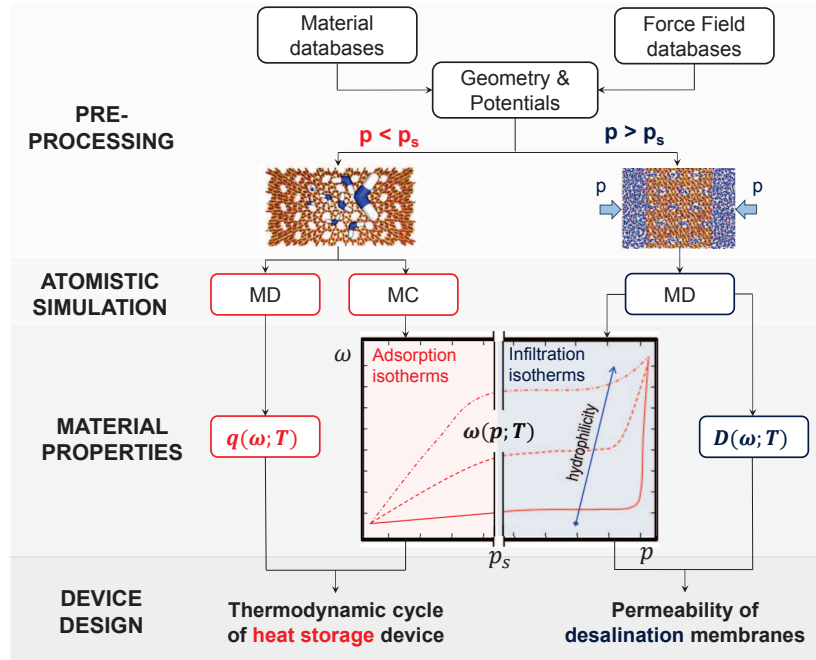 Material
databases
Force Field
databases
Geometry &
Potentials
PRE-
PROCESSING
p < pₛ
p > pₛ
p
p
ATOMISTIC
SIMULATION
MD
MC
MD
ω
Adsorption
isotherms
Infiltration
isotherms
MATERIAL
PROPERTIES
q(ω; T)
ω(p; T)
hydrophilicity
D(ω; T)
pₛ
p
DEVICE
DESIGN
Thermodynamic cycle
of heat storage device
Permeability of
desalination membranes